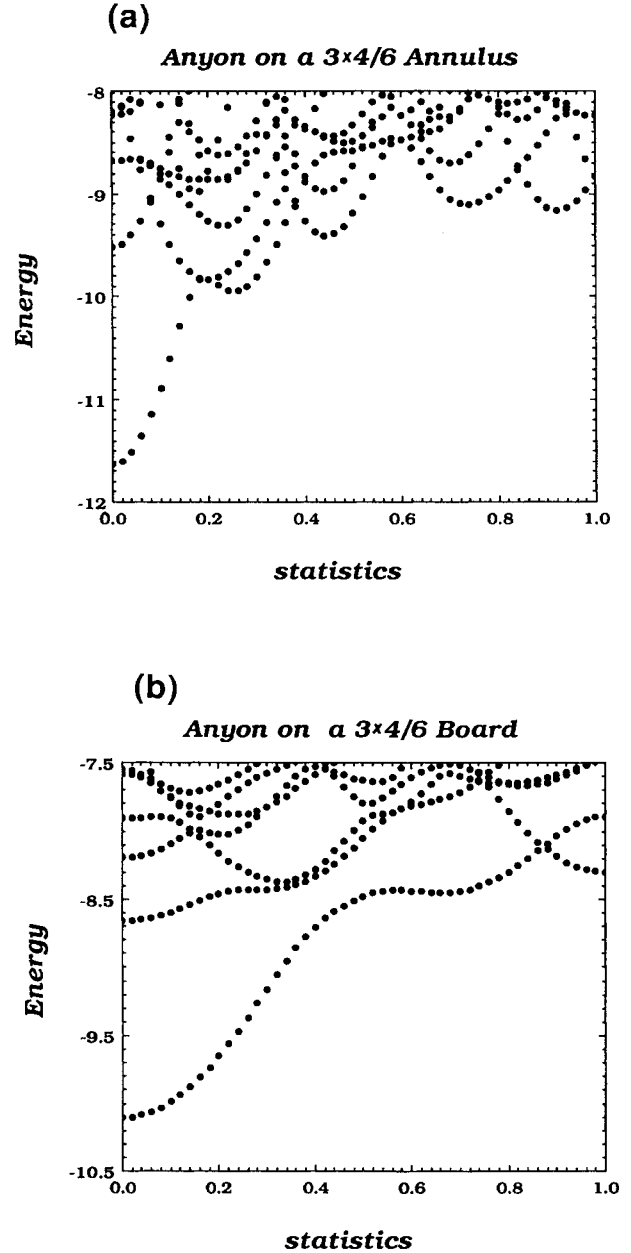 (a)
Anyon on a 3×4/6 Annulus
-8
-9
-10
-11
-12
Energy
0.0 0.2 0.4 0.6 0.8 1.0
statistics
(b)
Anyon on a 3×4/6 Board
-7.5
-8.5
-9.5
-10.5
Energy
0.0 0.2 0.4 0.6 0.8 1.0
statistics